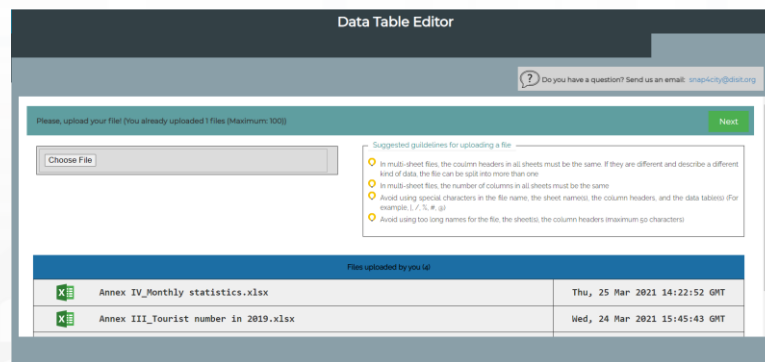 Data Table Editor
? Do you have a question? Send us an email: snap4city@disit.org
Please, upload your file! (You already uploaded 1 files (Maximum: 100))
Next
Choose File
Suggested guildelines for uploading a file
In multi-sheet files, the coulmn headers in all sheets must be the same. If they are different and describe a different
kind of data, the file can be split into more than one
In multi-sheet files, the number of columns in all sheets must be the same
Avoid using special characters in the file name, the sheet name(s), the column headers, and the data table(s) (For
example, [, /, %, #, @)
Avoid using too long names for the file, the sheet(s), the column headers (maximum 50 characters)
Files uploaded by you (4)
Annex IV_Monthly statistics.xlsx
Thu, 25 Mar 2021 14:22:52 GMT
Annex III_Tourist number in 2019.xlsx
Wed, 24 Mar 2021 15:45:43 GMT